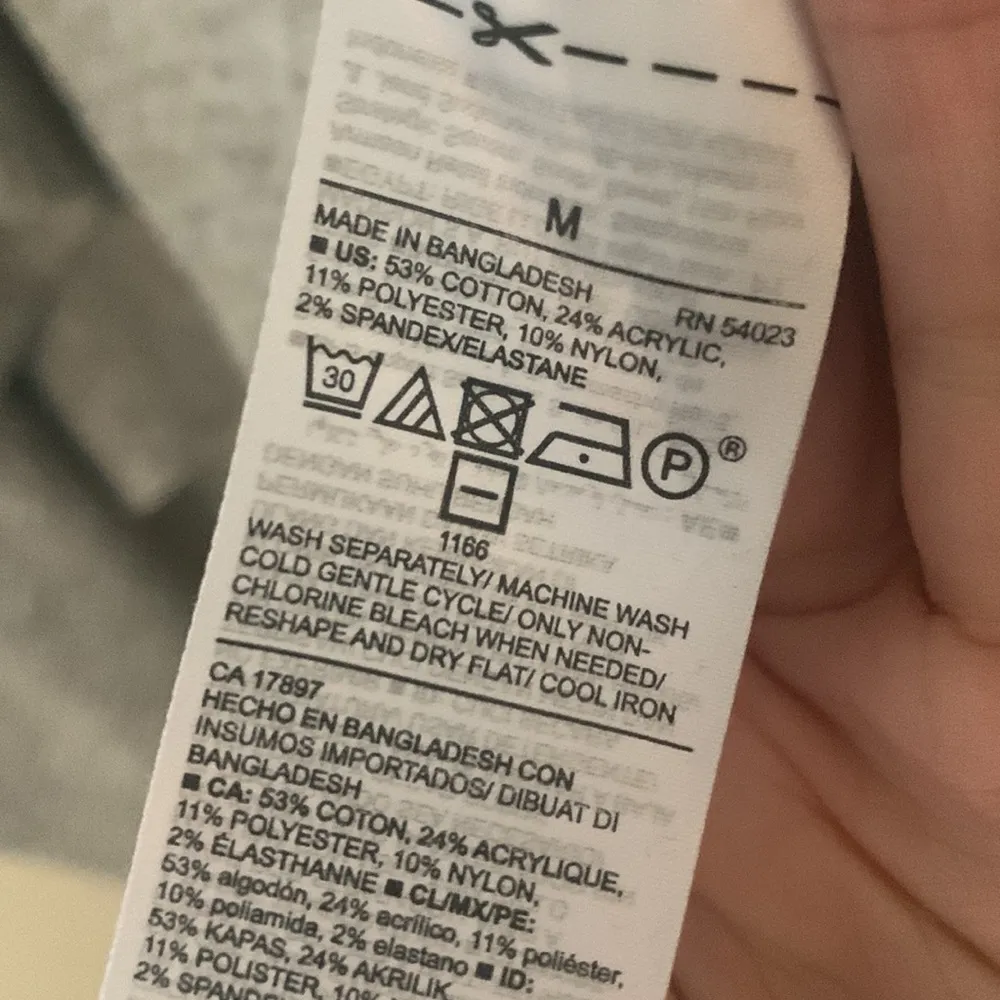 M
MADE IN BANGLADESH
RN 54023
■ US: 53% COTTON, 24% ACRYLIC,
11% POLYESTER, 10% NYLON,
2% SPANDEX/ELASTANE
30
P ®
1166
WASH SEPARATELY/ MACHINE WASH
COLD GENTLE CYCLE/ ONLY NON-
CHLORINE BLEACH WHEN NEEDED/
RESHAPE AND DRY FLAT/ COOL IRON
CA 17897
HECHO EN BANGLADESH CON
INSUMOS IMPORTADOS/ DIBUAT DI
BANGLADESH
■ CA: 53% COTON, 24% ACRYLIQUE,
11% POLYESTER, 10% NYLON,
2% ÉLASTHANNE ■ CL/MX/PE:
53% algodón, 24% acrílico, 11% poliéster,
10% poliamida, 2% elastano ■ ID:
53% KAPAS, 24% AKRILIK
11% POLISTER, 10%
2%